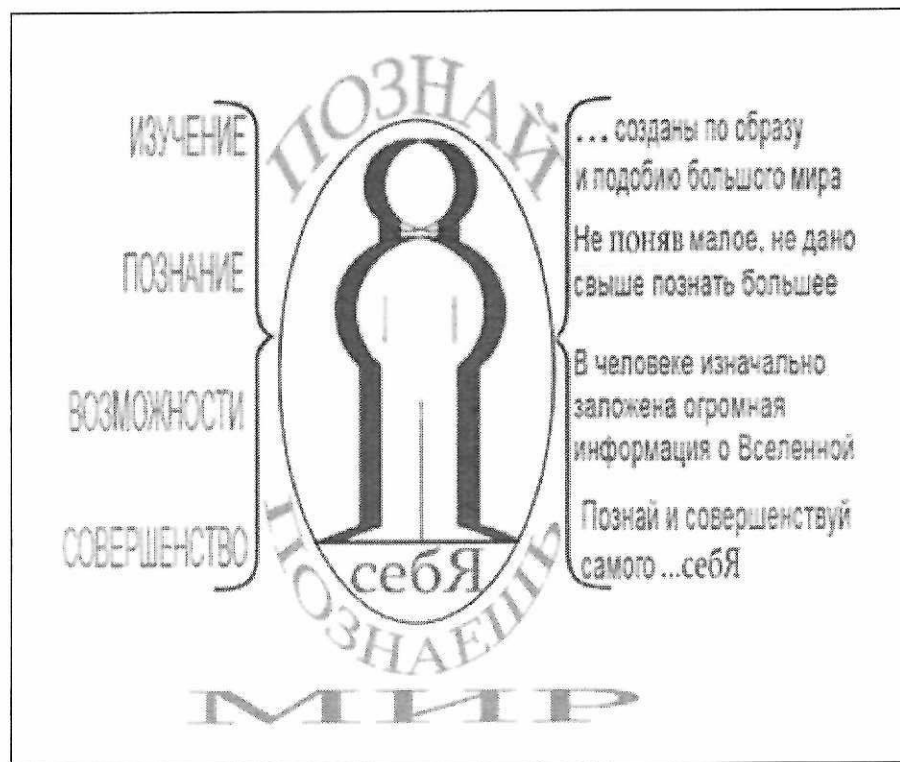 ПОЗНАЙ
ИЗУЧЕНИЕ
ПОЗНАНИЕ
ВОЗМОЖНОСТИ
СОВЕРШЕНСТВО
... созданы по образу
и подобию большого мира
Не поняв малое, не дано
свыше познать большее
В человеке изначально
заложена огромная
информация о Вселенной
Познай и совершенствуй
самого ...себЯ
себЯ
ПОЗНАЕШЬ
МИР